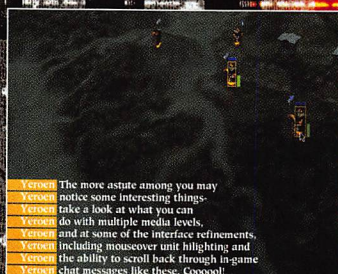 Yeroen The more astute among you may
Yeroen notice some interesting things-
Yeroen take a look at what you can
Yeroen do with multiple media levels,
Yeroen and at some of the interface refinements,
Yeroen including mouseover unit hilighting and
Yeroen the ability to scroll back through in-game
Yeroen chat messages like these. Coooool!